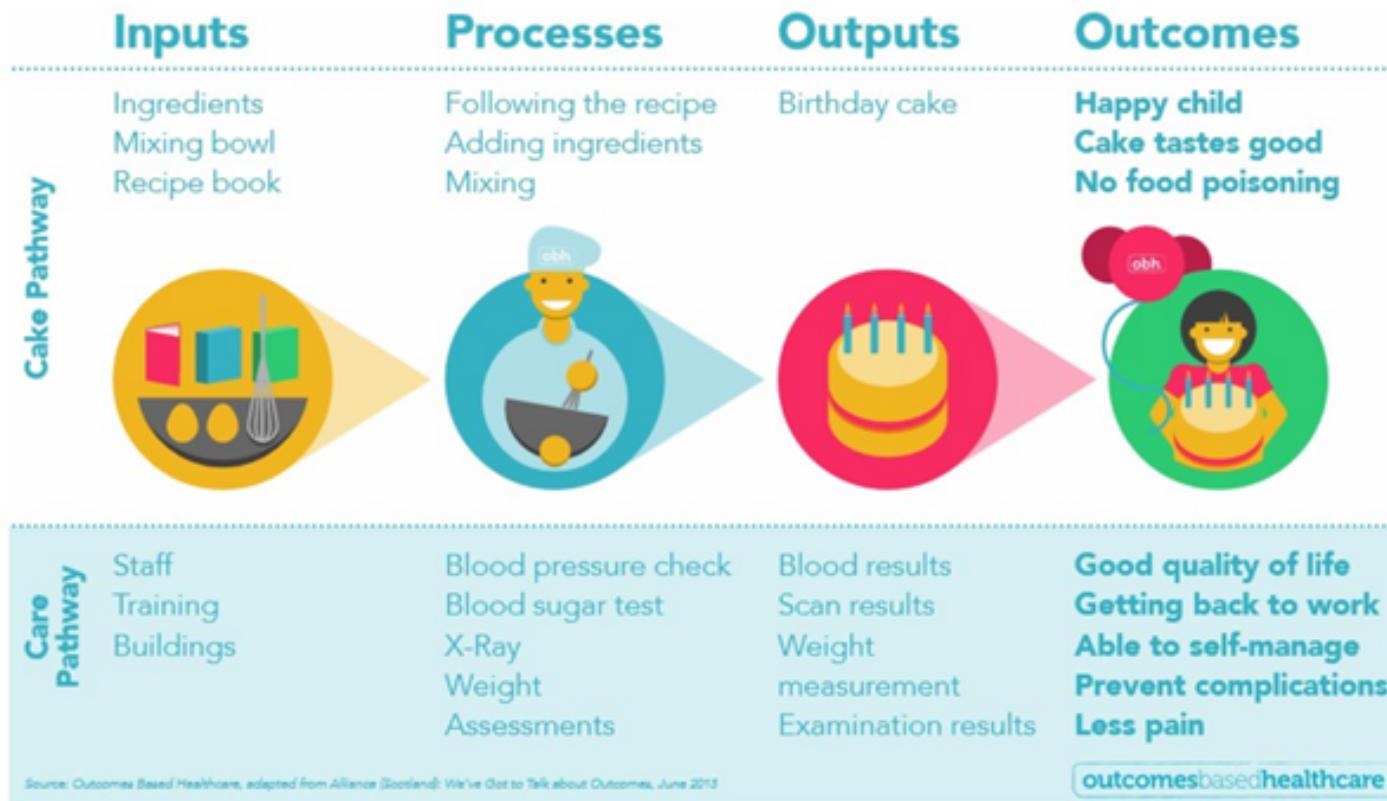 Inputs
Processes
Outputs
Outcomes
Cake Pathway
Ingredients
Mixing bowl
Recipe book
Following the recipe
Adding ingredients
Mixing
Birthday cake
Happy child
Cake tastes good
No food poisoning
obh
obh
Care
Pathway
Staff
Training
Buildings
Blood pressure check
Blood sugar test
X-Ray
Weight
Assessments
Blood results
Scan results
Weight
measurement
Examination results
Good quality of life
Getting back to work
Able to self-manage
Prevent complications
Less pain
Source: Outcomes Based Healthcare, adapted from Alliance (Scotland): We've Got to Talk about Outcomes, June 2013
outcomesbasedhealthcare